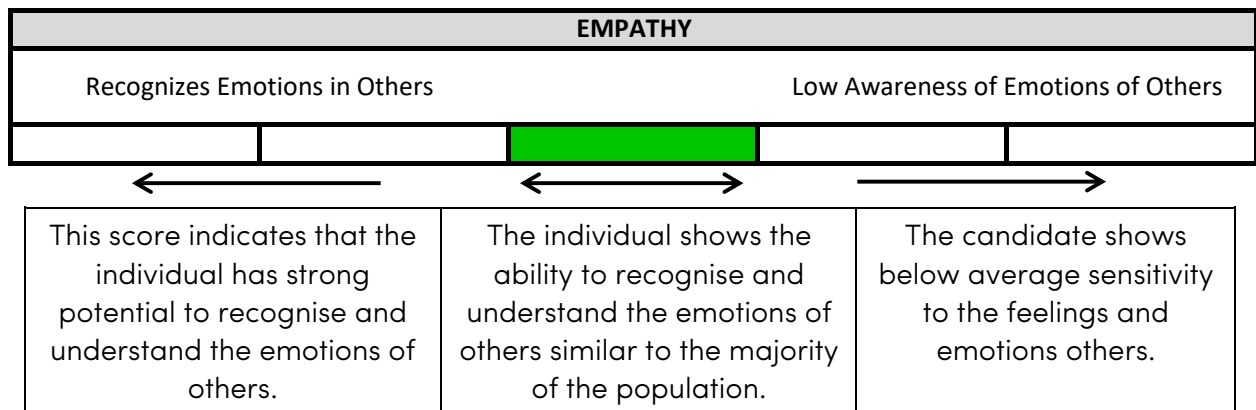 EMPATHY
Recognizes Emotions in Others
Low Awareness of Emotions of Others
This score indicates that the
individual has strong
potential to recognise and
understand the emotions of
others.
The individual shows the
ability to recognise and
understand the emotions of
others similar to the majority
of the population.
The candidate shows
below average sensitivity
to the feelings and
emotions others.